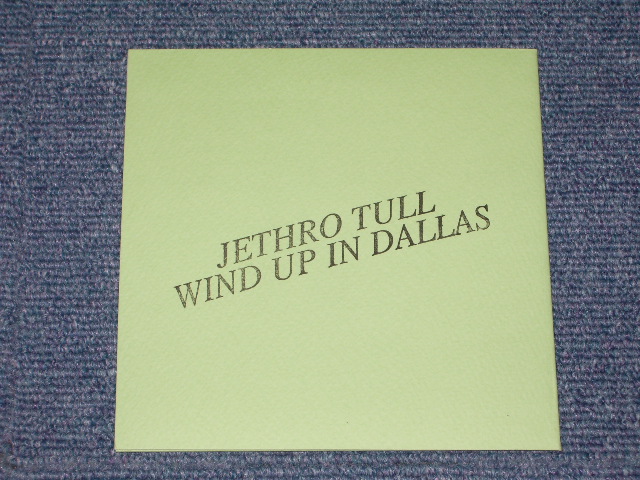 JETHRO TULL
WIND UP IN DALLAS